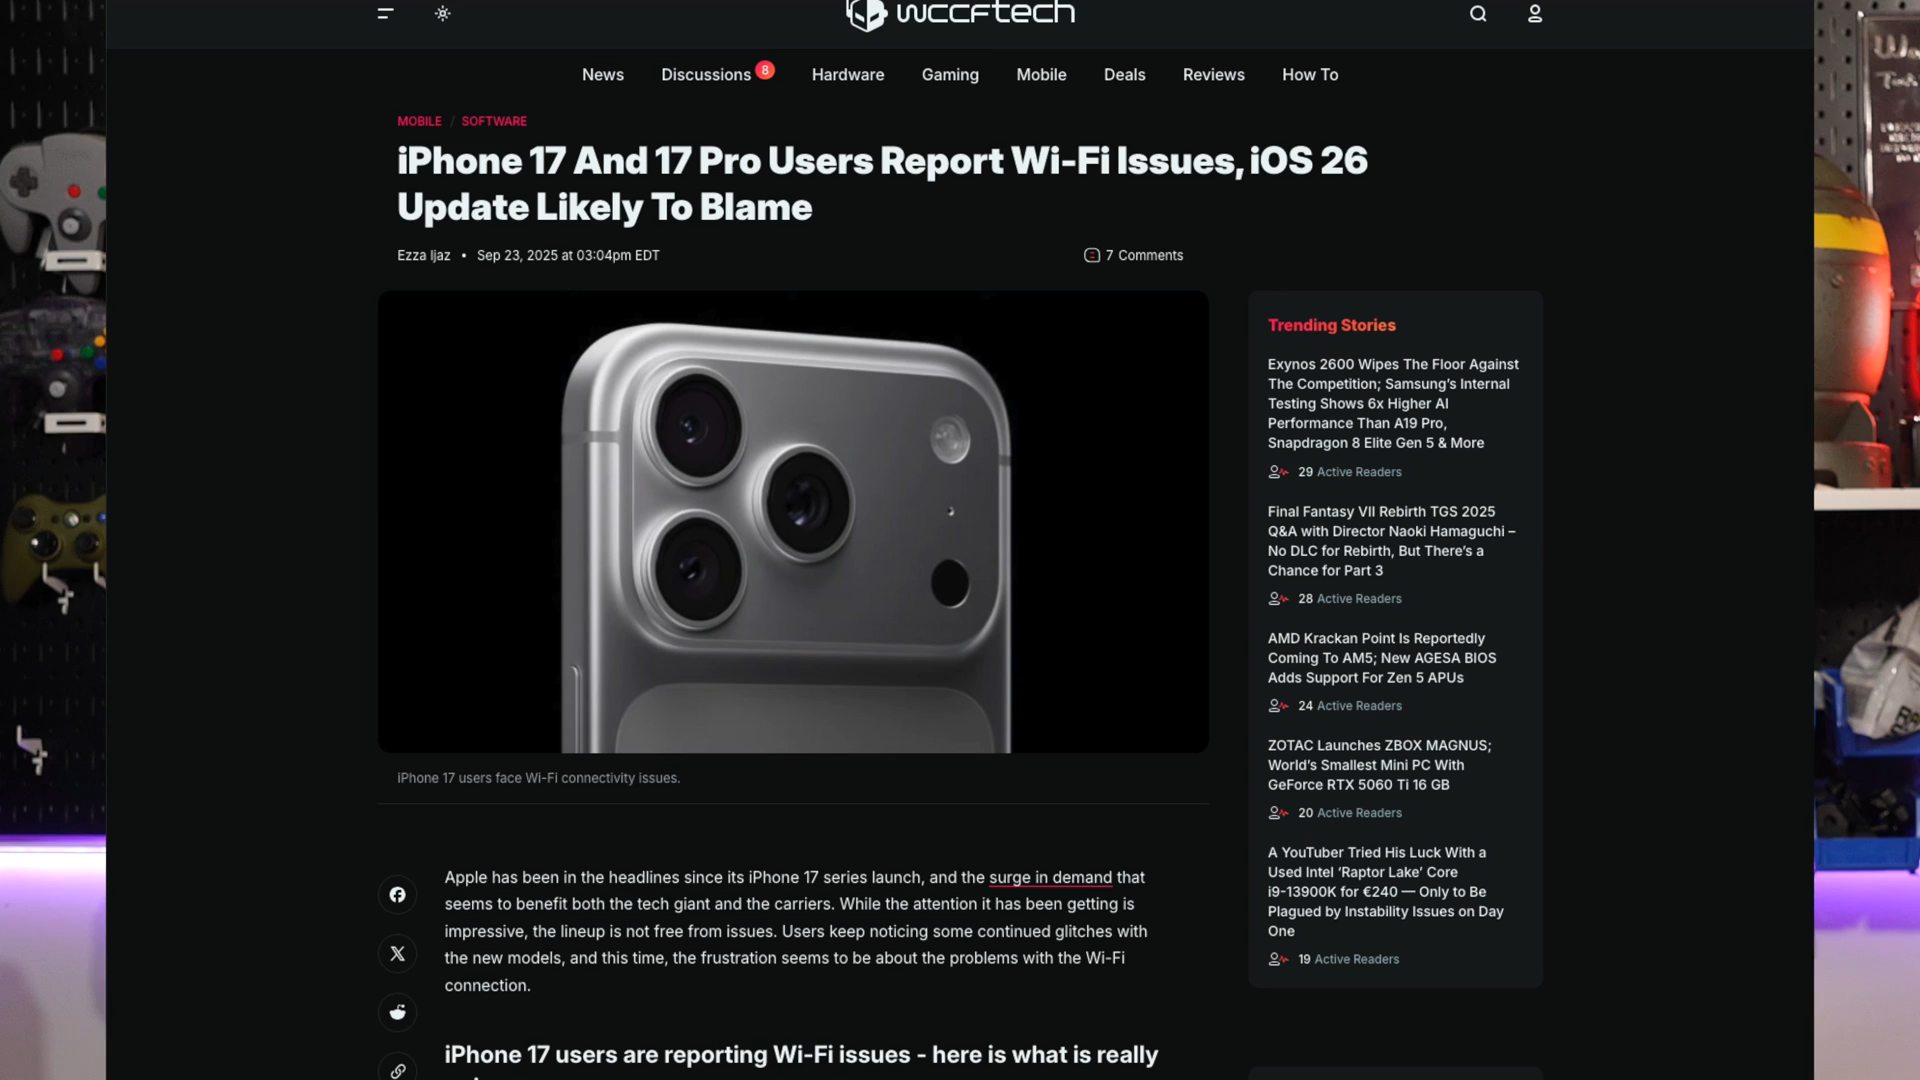 wccftech
News Discussions 8 Hardware Gaming Mobile Deals Reviews How To
MOBILE / SOFTWARE
iPhone 17 And 17 Pro Users Report Wi-Fi Issues, iOS 26
Update Likely To Blame
Ezza Ijaz • Sep 23, 2025 at 03:04pm EDT
7 Comments
iPhone 17 users face Wi-Fi connectivity issues.
Apple has been in the headlines since its iPhone 17 series launch, and the surge in demand that
seems to benefit both the tech giant and the carriers. While the attention it has been getting is
impressive, the lineup is not free from issues. Users keep noticing some continued glitches with
the new models, and this time, the frustration seems to be about the problems with the Wi-Fi
connection.
iPhone 17 users are reporting Wi-Fi issues - here is what is really
Trending Stories
Exynos 2600 Wipes The Floor Against
The Competition; Samsung's Internal
Testing Shows 6x Higher AI
Performance Than A19 Pro,
Snapdragon 8 Elite Gen 5 & More
29 Active Readers
Final Fantasy VII Rebirth TGS 2025
Q&A with Director Naoki Hamaguchi –
No DLC for Rebirth, But There's a
Chance for Part 3
28 Active Readers
AMD Krackan Point Is Reportedly
Coming To AM5; New AGESA BIOS
Adds Support For Zen 5 APUs
24 Active Readers
ZOTAC Launches ZBOX MAGNUS;
World's Smallest Mini PC With
GeForce RTX 5060 Ti 16 GB
20 Active Readers
A YouTuber Tried His Luck With a
Used Intel 'Raptor Lake' Core
i9-13900K for €240 — Only to Be
Plagued by Instability Issues on Day
One
19 Active Readers